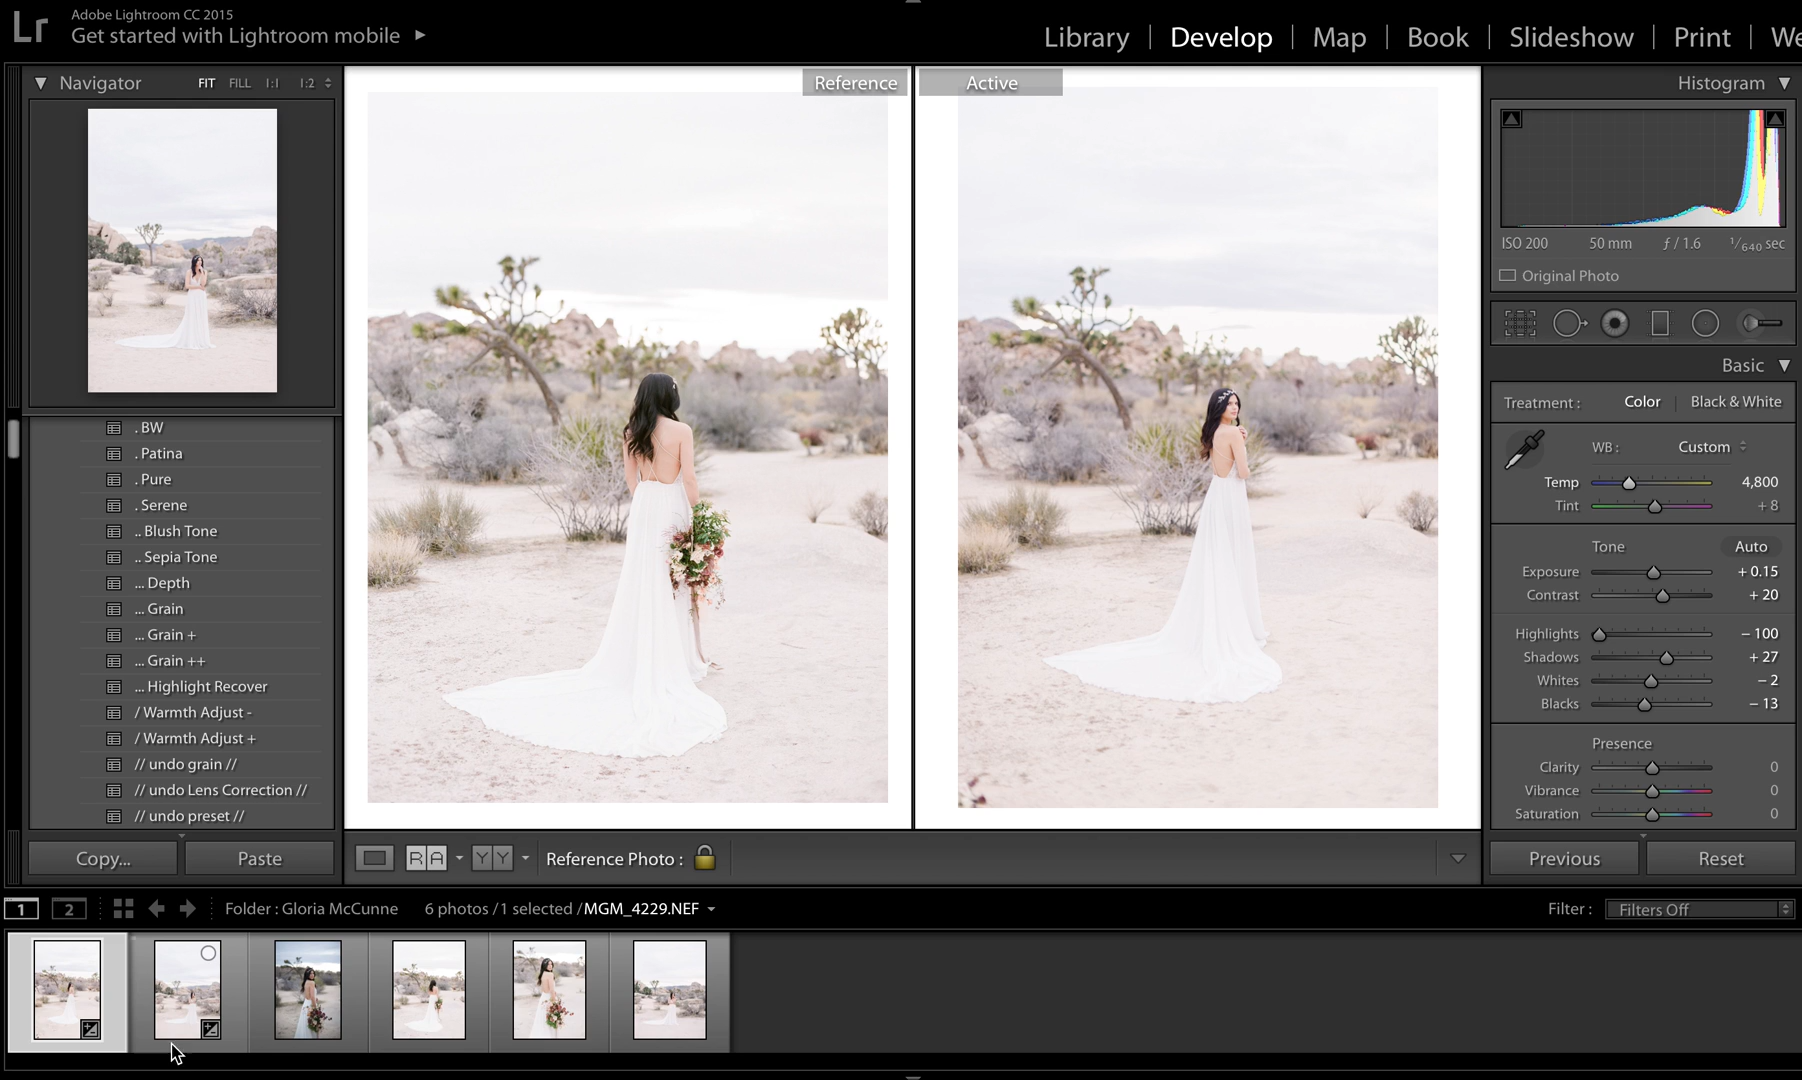 Lr
Adobe Lightroom CC 2015
Get started with Lightroom mobile
Library | Develop | Map | Book | Slideshow | Print | We
Navigator FIT FILL 1:1 1:2
Reference
Active
Histogram
ISO 200 50 mm ƒ / 1.6 1/640 sec
Original Photo
Basic
Treatment : Color | Black & White
WB : Custom
Temp 4,800
Tint + 8
Tone Auto
Exposure + 0.15
Contrast + 20
Highlights − 100
Shadows + 27
Whites − 2
Blacks − 13
Presence
Clarity 0
Vibrance 0
Saturation 0
. BW
. Patina
. Pure
. Serene
.. Blush Tone
.. Sepia Tone
... Depth
... Grain
... Grain +
... Grain ++
... Highlight Recover
/ Warmth Adjust -
/ Warmth Adjust +
// undo grain //
// undo Lens Correction //
// undo preset //
Copy... Paste
R A Y Y Reference Photo :
Previous Reset
1 2 Folder : Gloria McCunne 6 photos / 1 selected / MGM_4229.NEF
Filter : Filters Off